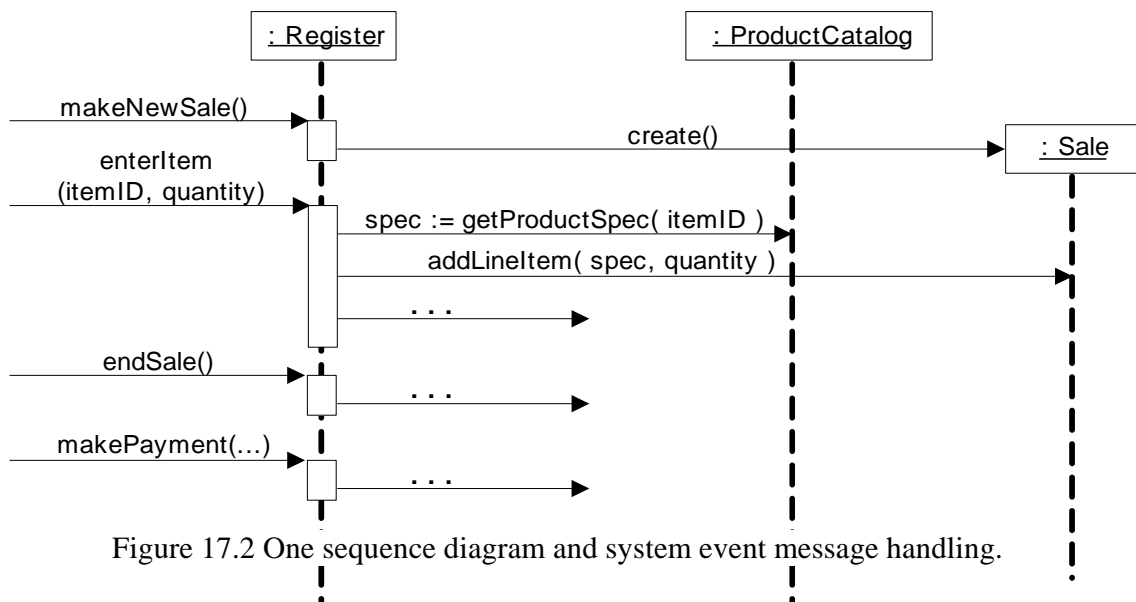 : Register
: ProductCatalog
makeNewSale()
create()
: Sale
enterItem
(itemID, quantity)
spec := getProductSpec( itemID )
addLineItem( spec, quantity )
. . .
endSale()
. . .
makePayment(...)
. . .
Figure 17.2 One sequence diagram and system event message handling.